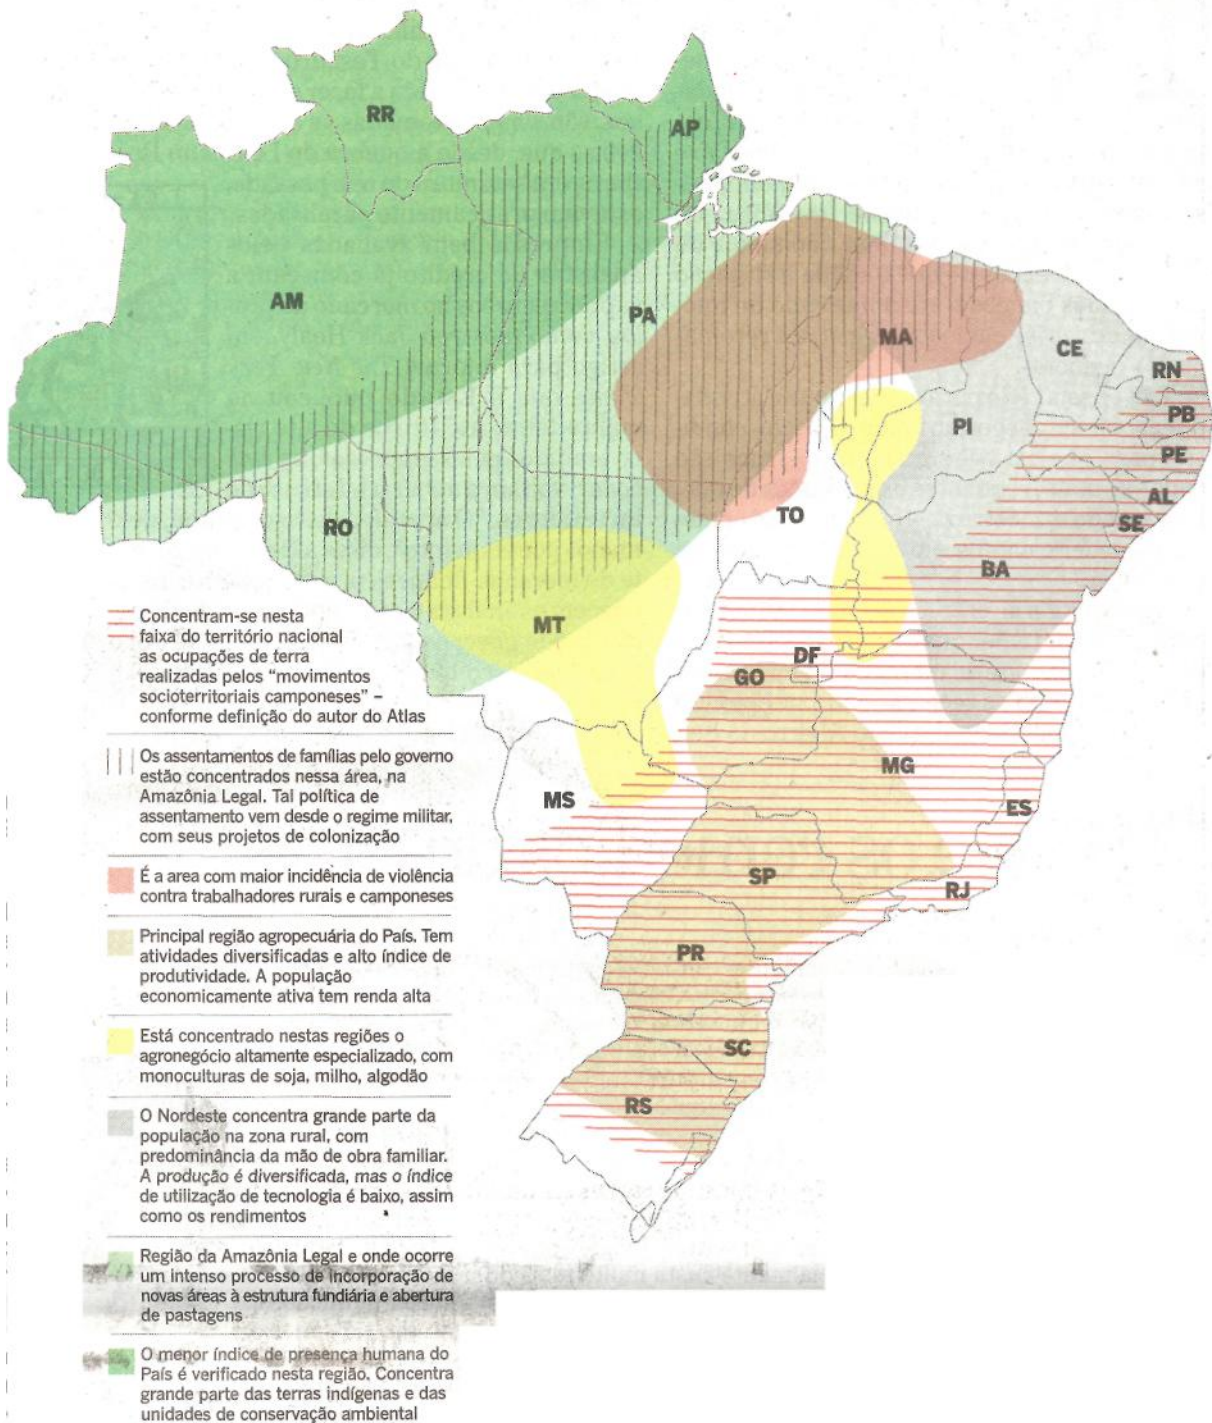 RR
AP
AM
PA
MA
CE
RN
PB
PI
PE
AL
SE
TO
RO
BA
MT
DF
GO
MG
MS
ES
SP
RJ
PR
SC
RS
Concentram-se nesta
faixa do território nacional
as ocupações de terra
realizadas pelos “movimentos
socioterritoriais camponeses” –
conforme definição do autor do Atlas
Os assentamentos de famílias pelo governo
estão concentrados nessa área, na
Amazônia Legal. Tal política de
assentamento vem desde o regime militar,
com seus projetos de colonização
É a area com maior incidência de violência
contra trabalhadores rurais e camponeses
Principal região agropecuária do País. Tem
atividades diversificadas e alto índice de
produtividade. A população
economicamente ativa tem renda alta
Está concentrado nestas regiões o
agronegócio altamente especializado, com
monoculturas de soja, milho, algodão
O Nordeste concentra grande parte da
população na zona rural, com
predominância da mão de obra familiar.
A produção é diversificada, mas o índice
de utilização de tecnologia é baixo, assim
como os rendimentos
Região da Amazônia Legal e onde ocorre
um intenso processo de incorporação de
novas áreas à estrutura fundiária e abertura
de pastagens
O menor índice de presença humana do
País é verificado nesta região. Concentra
grande parte das terras indígenas e das
unidades de conservação ambiental